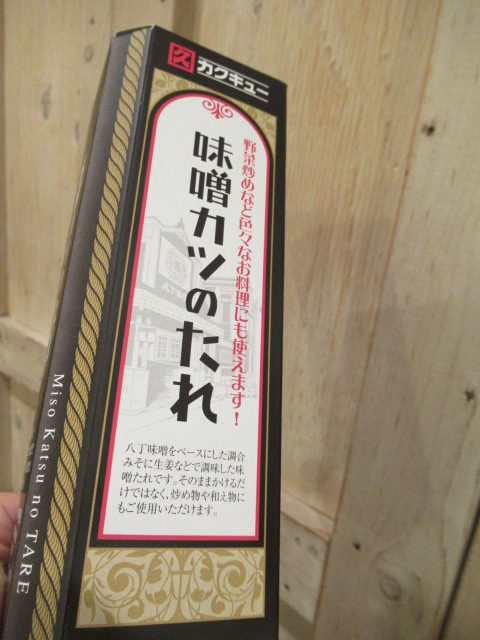 久 カクキュー
野菜炒めなど色々なお料理にも使えます!
味噌カツのたれ
八丁味噌をベースにした調合
みそに生姜などで調味した味
噌たれです。そのままかけるだ
けではなく、炒め物や和え物に
もご使用いただけます。
Miso Katsu no TARE